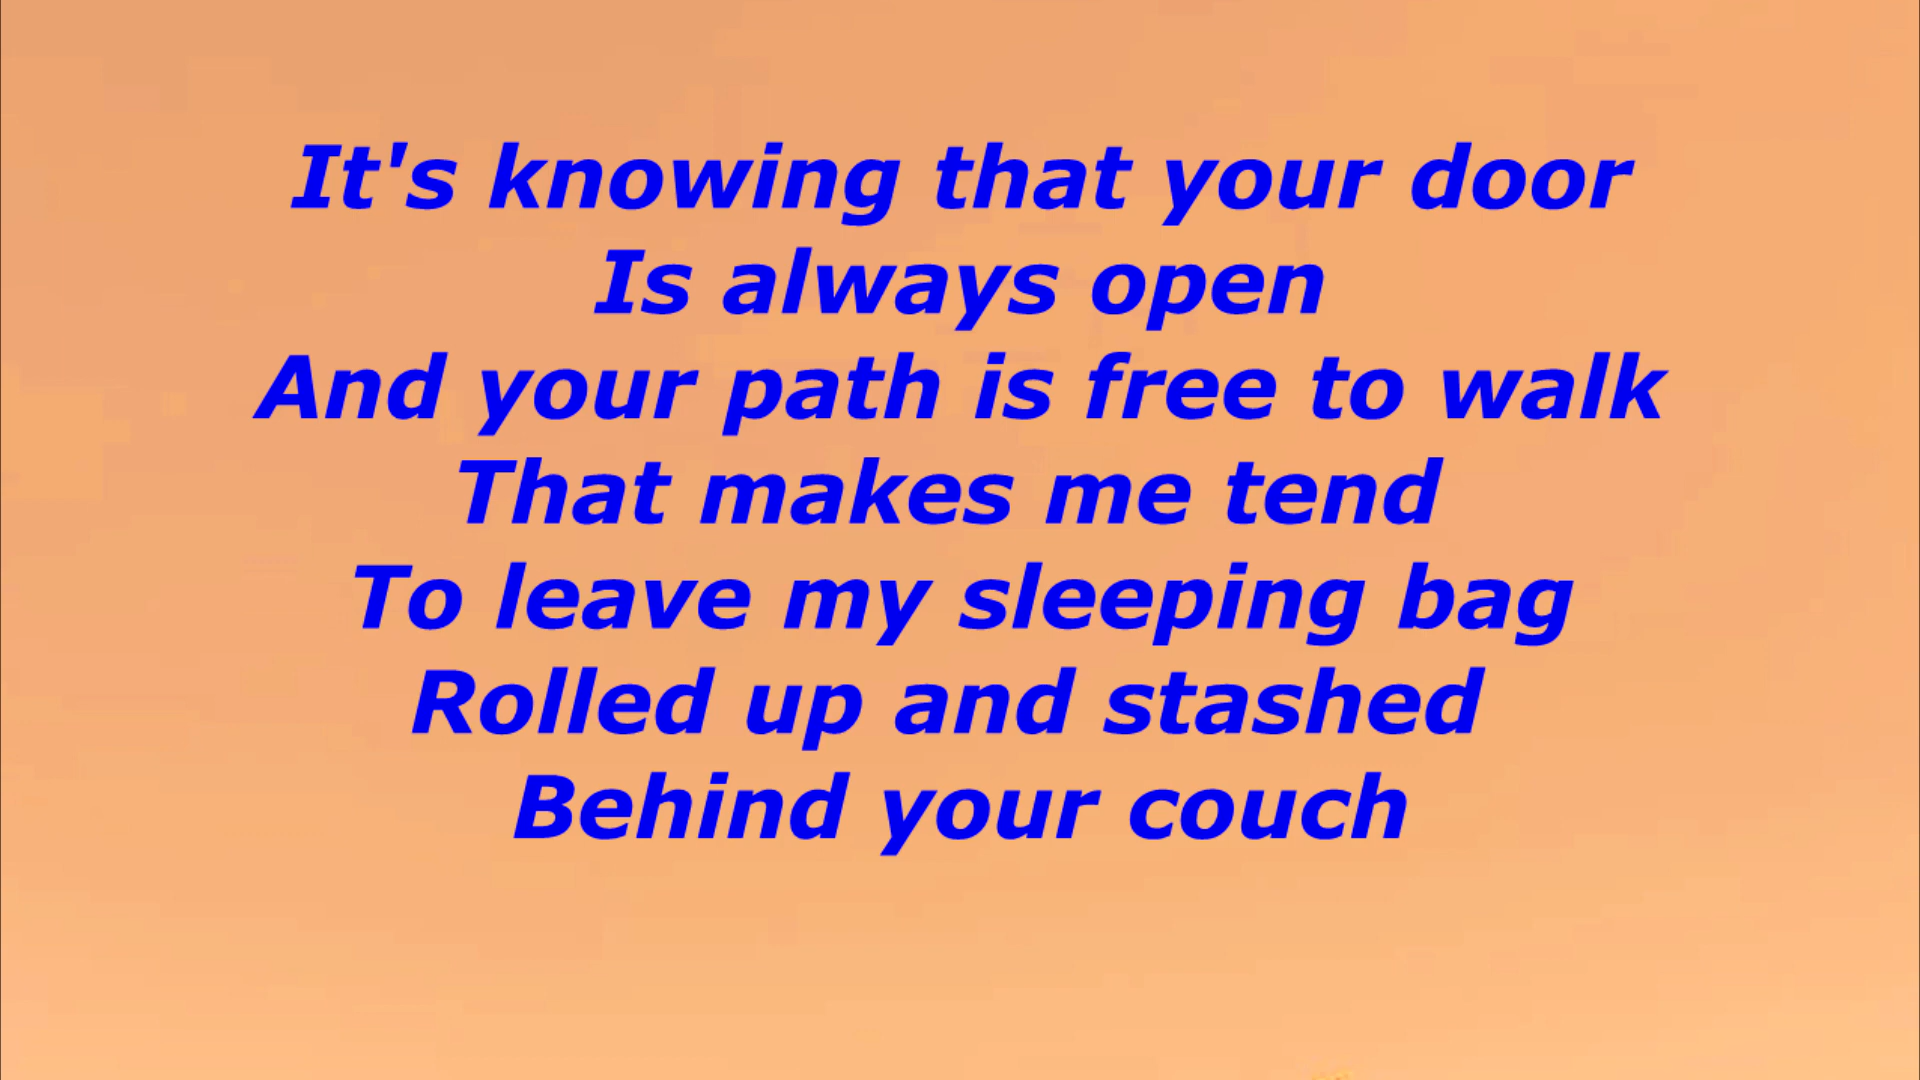 It's knowing that your door
Is always open
And your path is free to walk
That makes me tend
To leave my sleeping bag
Rolled up and stashed
Behind your couch